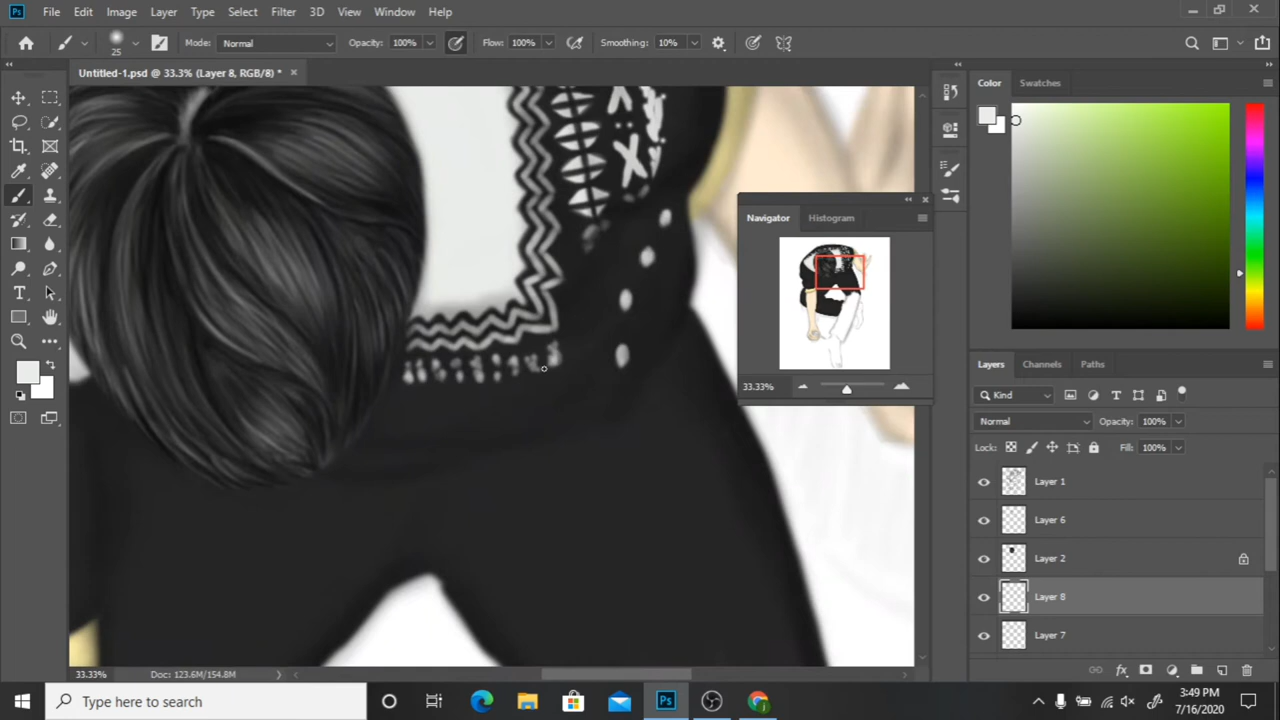 Ps File Edit Image Layer Type Select Filter 3D View Window Help
25 Mode: Normal Opacity: 100% Flow: 100% Smoothing: 10%
Untitled-1.psd @ 33.3% (Layer 8, RGB/8) *
Color Swatches
Navigator Histogram
33.33%
Layers Channels Paths
Kind
Normal Opacity: 100%
Lock: Fill: 100%
Layer 1
Layer 6
Layer 2
Layer 8
Layer 7
33.33% Doc: 123.6M/154.8M
Type here to search
Ps
3:49 PM
7/16/2020